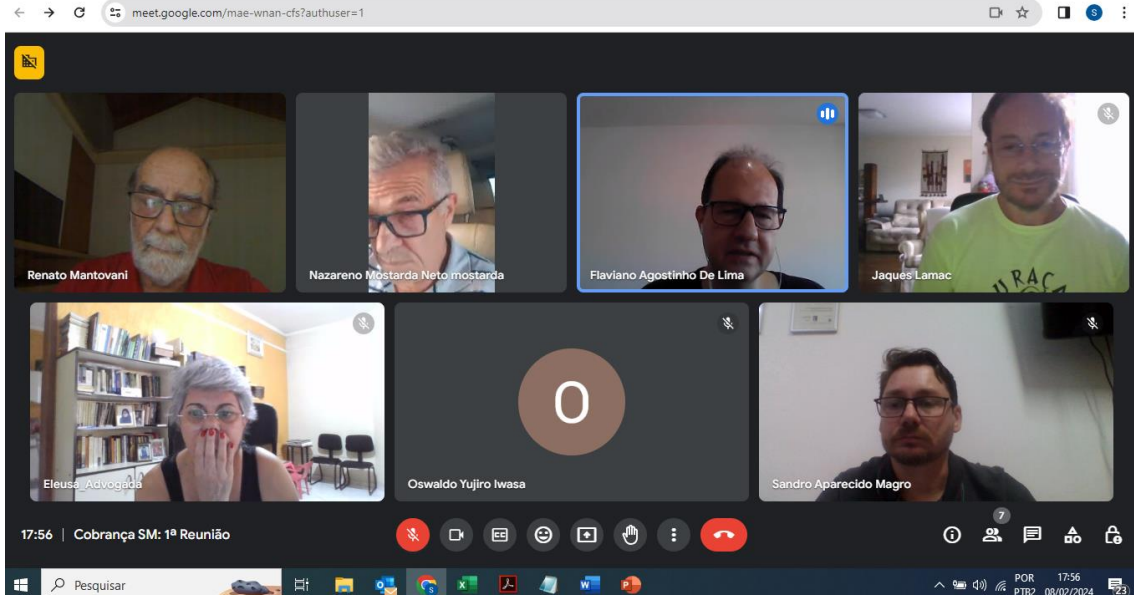 meet.google.com/mae-wnan-cfs?authuser=1
S
Renato Mantovani
Nazareno Mostarda Neto mostarda
Flaviano Agostinho De Lima
Jaques Lamac
URACA
Eleusa_Advogada
O
Oswaldo Yujiro Iwasa
Sandro Aparecido Magro
17:56 | Cobrança SM: 1ª Reunião
CC
7
Pesquisar
POR
17:56
PTB2
08/02/2024
23